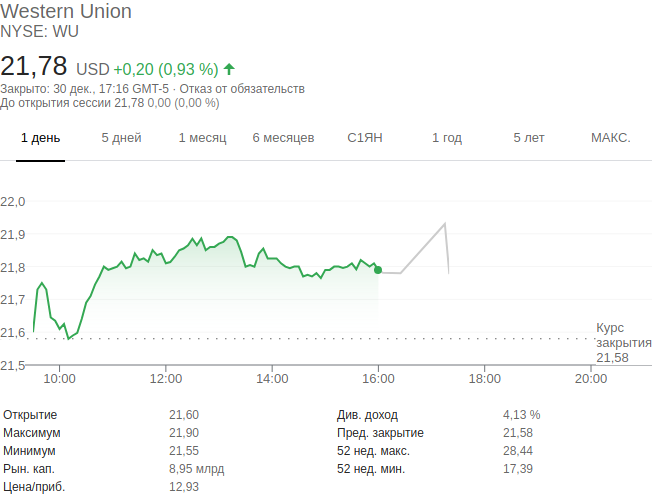 Western Union
NYSE: WU
21,78 USD +0,20 (0,93 %)
Закрыто: 30 дек., 17:16 GMT-5 · Отказ от обязательств
До открытия сессии 21,78 0,00 (0,00 %)
1 день 5 дней 1 месяц 6 месяцев С1ЯН 1 год 5 лет МАКС.
22,0
21,9
21,8
21,7
21,6
21,5
Курс
закрытия
21,58
10:00 12:00 14:00 16:00 18:00 20:00
Открытие 21,60 Див. доход 4,13 %
Максимум 21,90 Пред. закрытие 21,58
Минимум 21,55 52 нед. макс. 28,44
Рын. кап. 8,95 млрд 52 нед. мин. 17,39
Цена/приб. 12,93